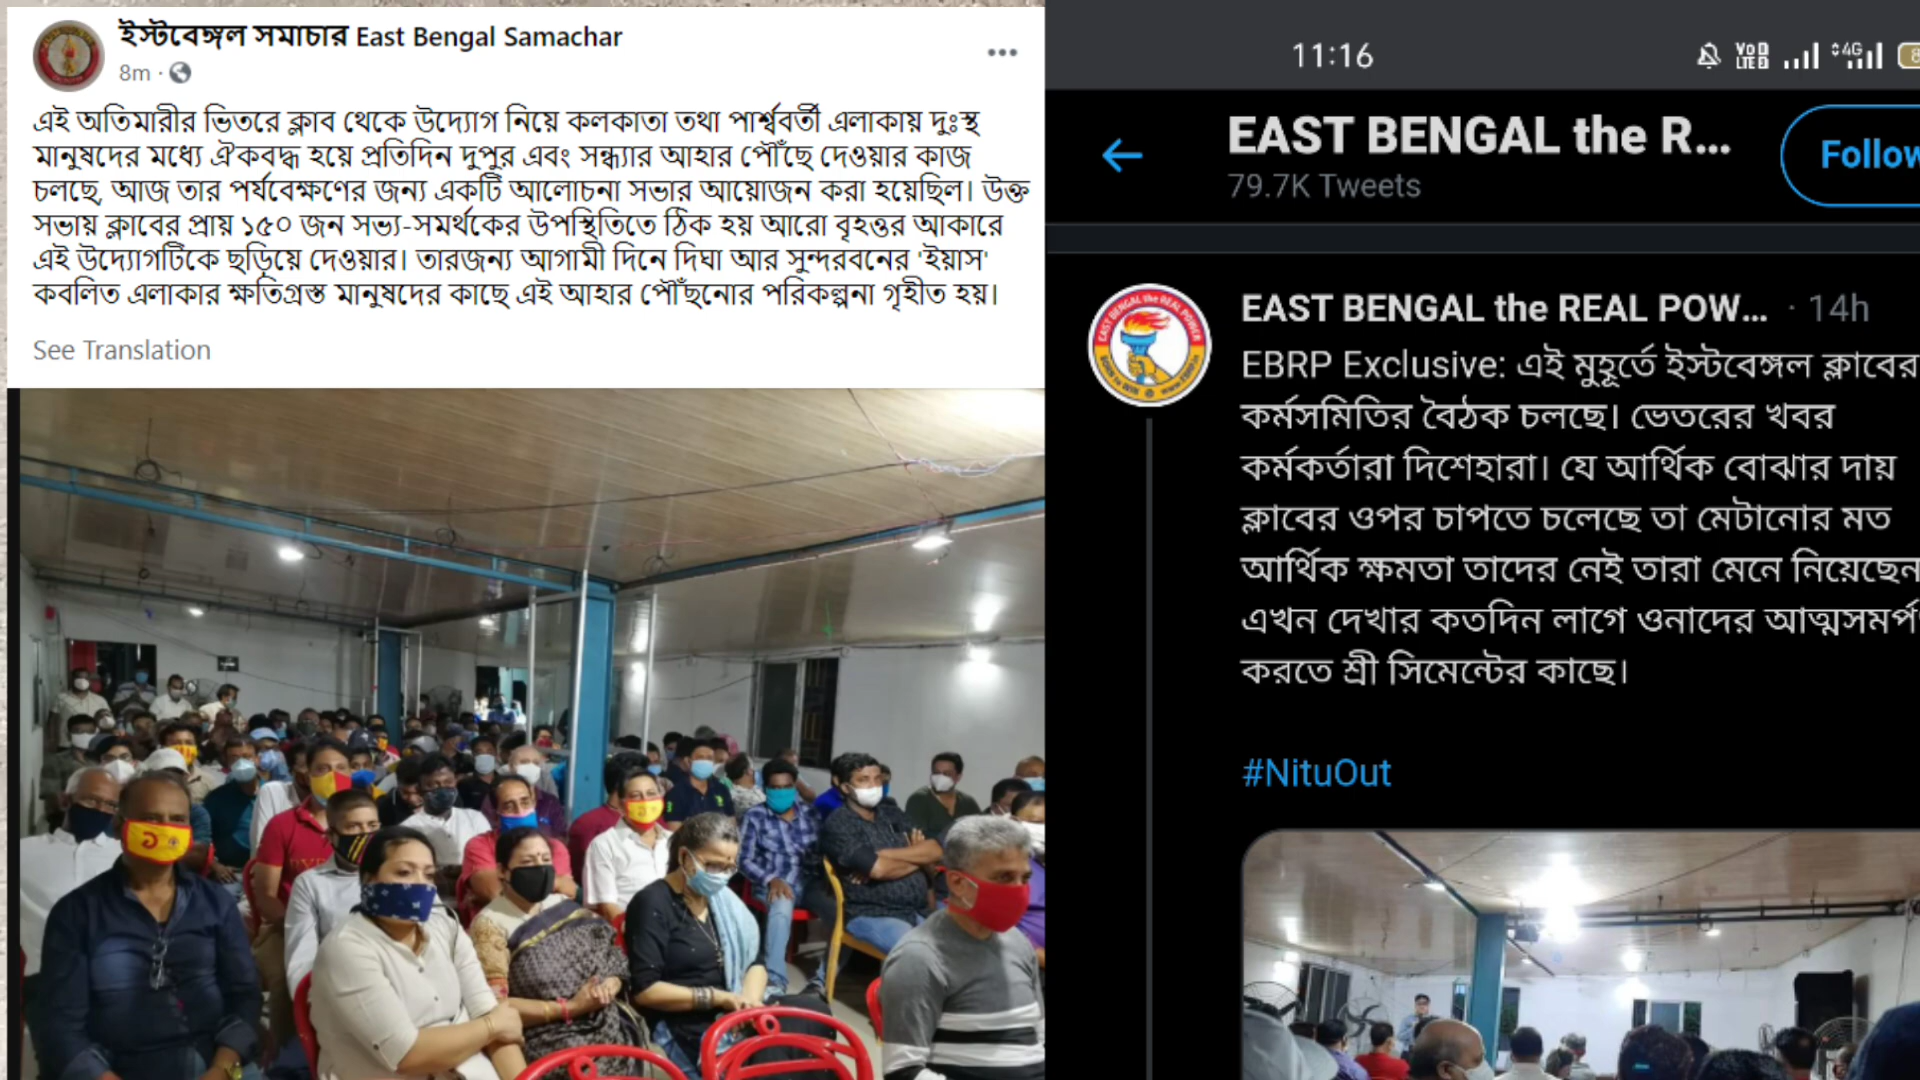 ইস্টবেঙ্গল সমাচার East Bengal Samachar
8m ·
এই অতিমারীর ভিতরে ক্লাব থেকে উদ্যোগ নিয়ে কলকাতা তথা পার্শ্ববর্তী এলাকায় দুঃস্থ
মানুষদের মধ্যে ঐকবদ্ধ হয়ে প্রতিদিন দুপুর এবং সন্ধ্যার আহার পৌঁছে দেওয়ার কাজ
চলছে, আজ তার পর্যবেক্ষণের জন্য একটি আলোচনা সভার আয়োজন করা হয়েছিল। উক্ত
সভায় ক্লাবের প্রায় ১৫০ জন সভ্য-সমর্থকের উপস্থিতিতে ঠিক হয় আরো বৃহত্তর আকারে
এই উদ্যোগটিকে ছড়িয়ে দেওয়ার। তারজন্য আগামী দিনে দিঘা আর সুন্দরবনের 'ইয়াস'
কবলিত এলাকার ক্ষতিগ্রস্ত মানুষদের কাছে এই আহার পৌঁছনোর পরিকল্পনা গৃহীত হয়।
See Translation
11:16
4G
EAST BENGAL the R...
Follow
79.7K Tweets
EAST BENGAL the REAL POW... · 14h
EBRP Exclusive: এই মুহূর্তে ইস্টবেঙ্গল ক্লাবের
কর্মসমিতির বৈঠক চলছে। ভেতরের খবর
কর্মকর্তারা দিশেহারা। যে আর্থিক বোঝার দায়
ক্লাবের ওপর চাপতে চলেছে তা মেটানোর মত
আর্থিক ক্ষমতা তাদের নেই তারা মেনে নিয়েছেন
এখন দেখার কতদিন লাগে ওনাদের
করতে শ্রী সিমেন্টের কাছে।
#NituOut